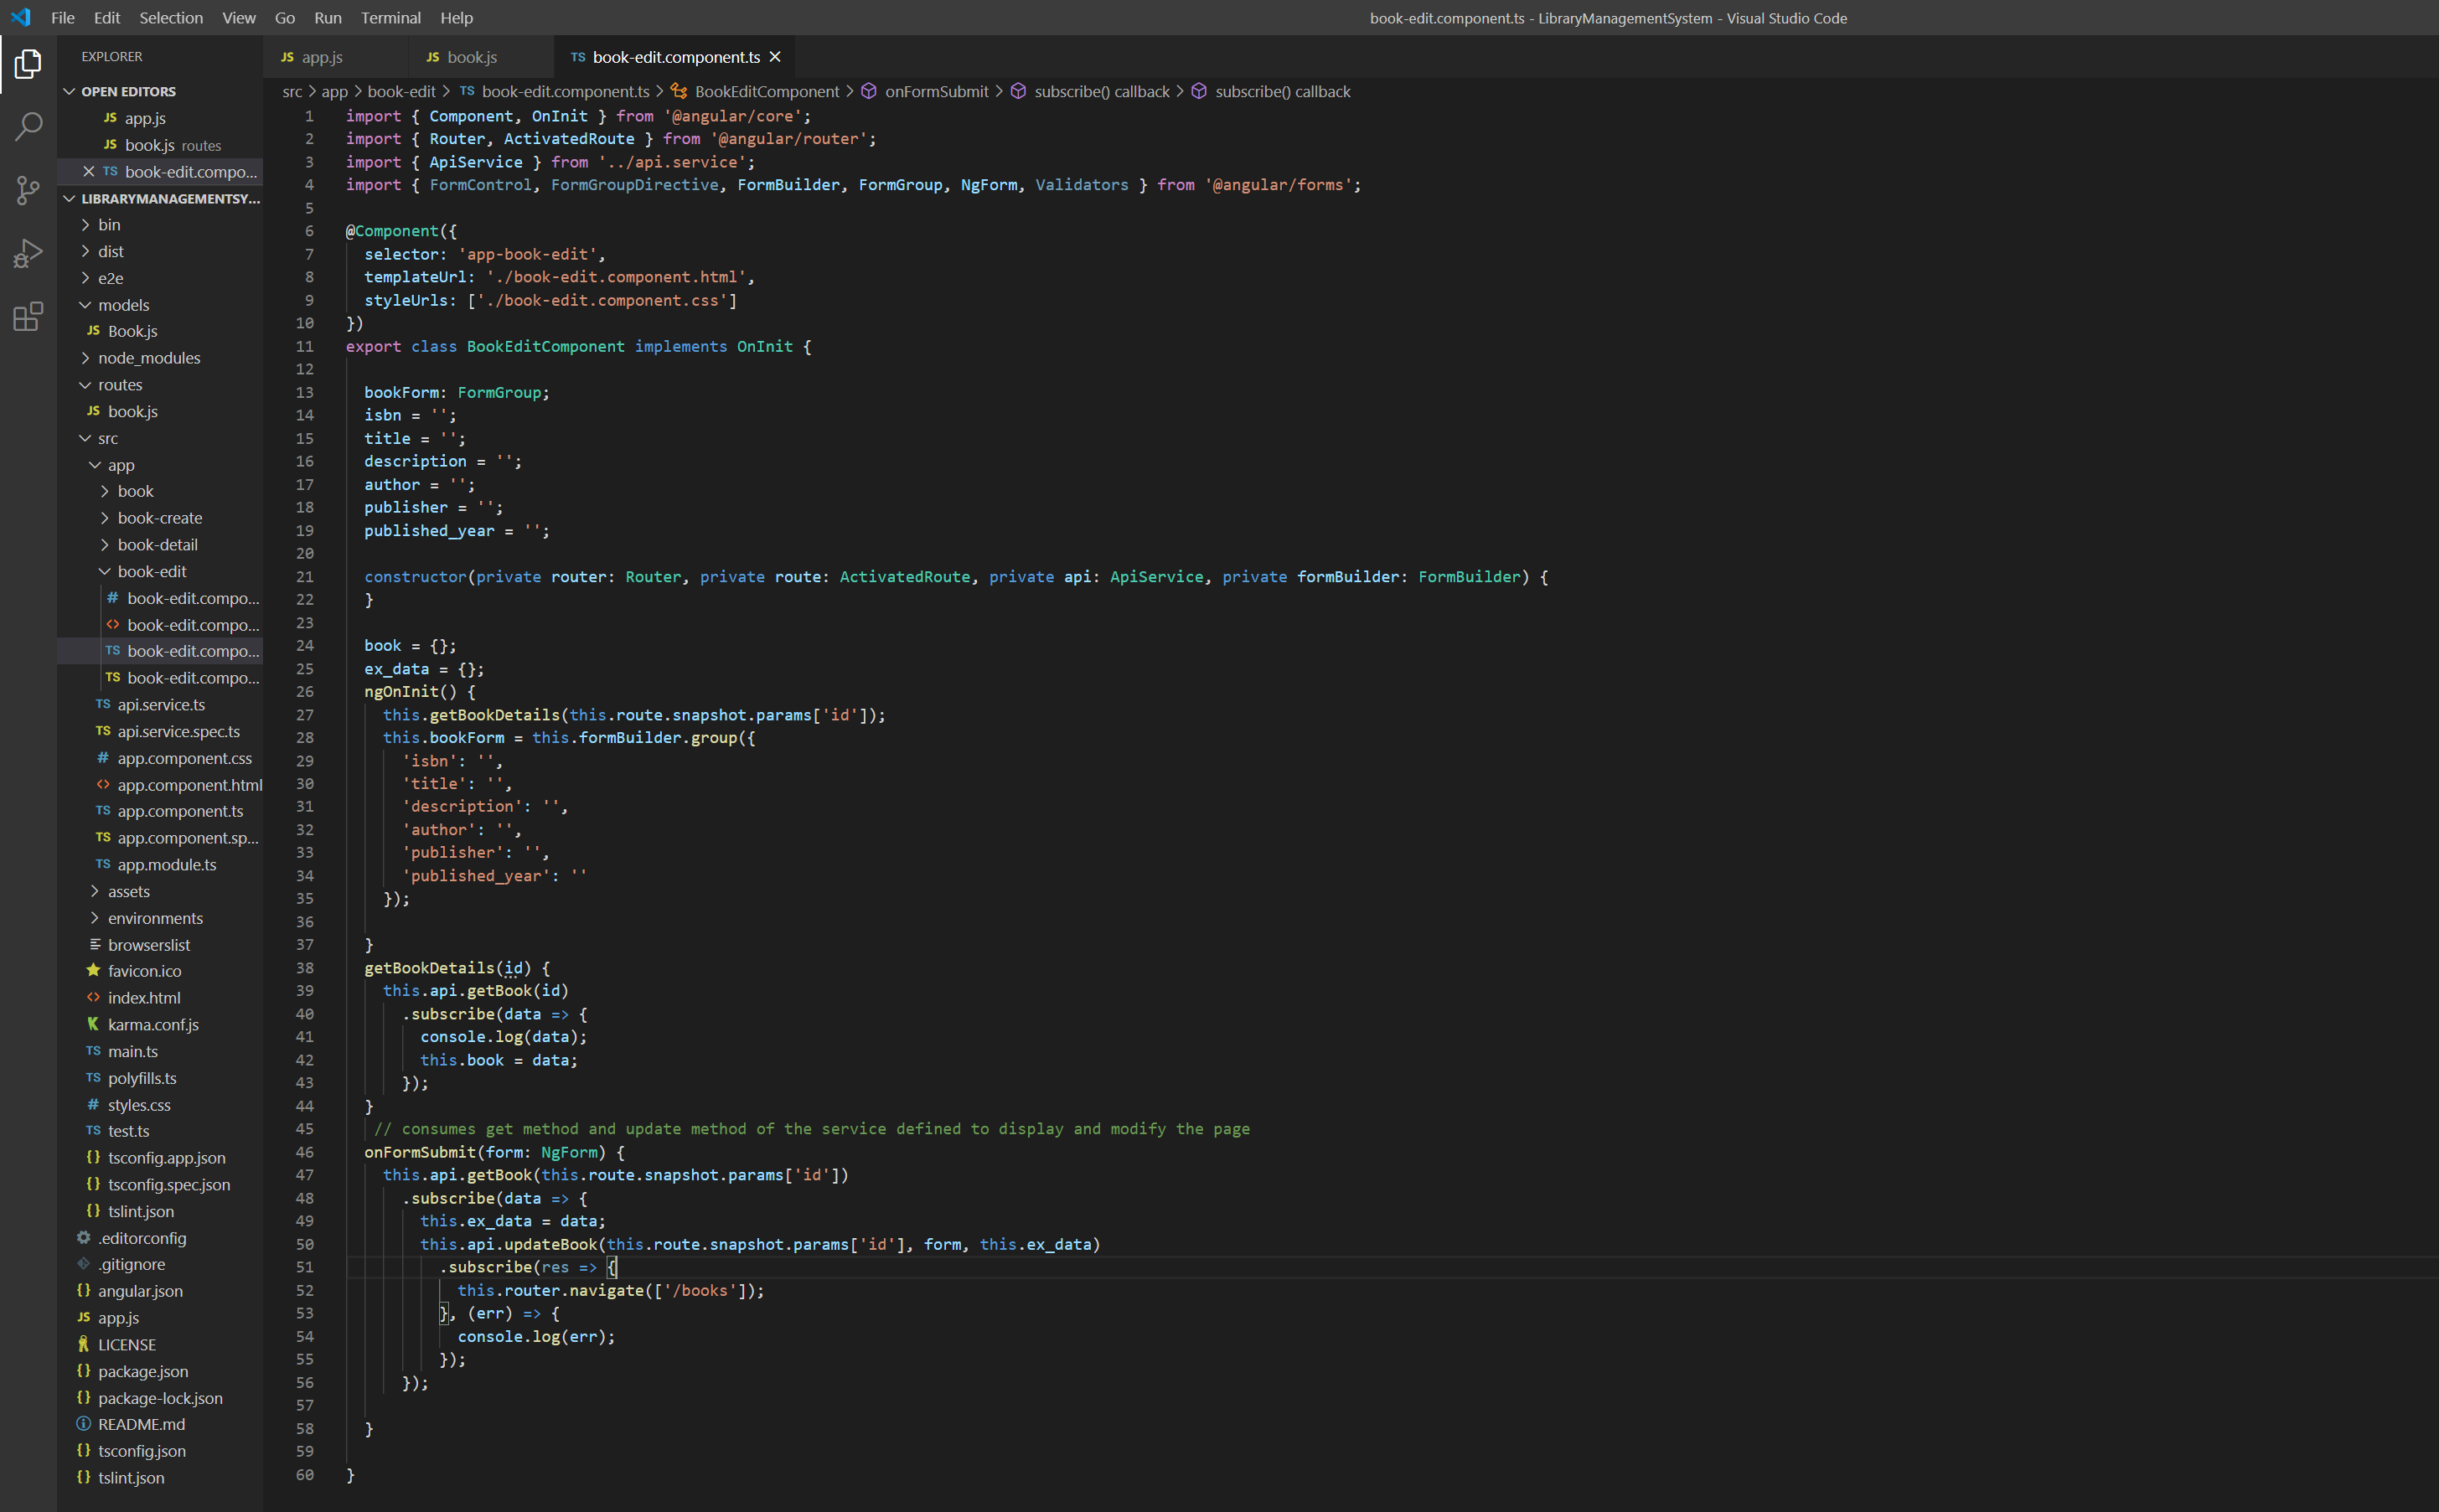 File Edit Selection View Go Run Terminal Help
book-edit.component.ts - LibraryManagementSystem - Visual Studio Code
EXPLORER
OPEN EDITORS
JS app.js
JS book.js routes
TS book-edit.compo...
LIBRARYMANAGEMENTSY...
bin
dist
e2e
models
JS Book.js
node_modules
routes
JS book.js
src
app
book
book-create
book-detail
book-edit
# book-edit.compo...
<> book-edit.compo...
TS book-edit.compo...
TS book-edit.compo...
TS api.service.ts
TS api.service.spec.ts
# app.component.css
<> app.component.html
TS app.component.ts
TS app.component.sp...
TS app.module.ts
assets
environments
browserslist
favicon.ico
<> index.html
karma.conf.js
TS main.ts
TS polyfills.ts
# styles.css
TS test.ts
{} tsconfig.app.json
{} tsconfig.spec.json
{} tslint.json
.editorconfig
.gitignore
{} angular.json
JS app.js
LICENSE
{} package.json
{} package-lock.json
README.md
{} tsconfig.json
{} tslint.json
JS app.js JS book.js TS book-edit.component.ts
src > app > book-edit > TS book-edit.component.ts > BookEditComponent > onFormSubmit > subscribe() callback > subscribe() callback
1 import { Component, OnInit } from '@angular/core';
2 import { Router, ActivatedRoute } from '@angular/router';
3 import { ApiService } from '../api.service';
4 import { FormControl, FormGroupDirective, FormBuilder, FormGroup, NgForm, Validators } from '@angular/forms';
5
6 @Component({
7   selector: 'app-book-edit',
8   templateUrl: './book-edit.component.html',
9   styleUrls: ['./book-edit.component.css']
10 })
11 export class BookEditComponent implements OnInit {
12
13   bookForm: FormGroup;
14   isbn = '';
15   title = '';
16   description = '';
17   author = '';
18   publisher = '';
19   published_year = '';
20
21   constructor(private router: Router, private route: ActivatedRoute, private api: ApiService, private formBuilder: FormBuilder) {
22   }
23
24   book = {};
25   ex_data = {};
26   ngOnInit() {
27     this.getBookDetails(this.route.snapshot.params['id']);
28     this.bookForm = this.formBuilder.group({
29       'isbn': '',
30       'title': '',
31       'description': '',
32       'author': '',
33       'publisher': '',
34       'published_year': ''
35     });
36
37   }
38   getBookDetails(id) {
39     this.api.getBook(id)
40       .subscribe(data => {
41         console.log(data);
42         this.book = data;
43       });
44   }
45    // consumes get method and update method of the service defined to display and modify the page
46   onFormSubmit(form: NgForm) {
47     this.api.getBook(this.route.snapshot.params['id'])
48       .subscribe(data => {
49         this.ex_data = data;
50         this.api.updateBook(this.route.snapshot.params['id'], form, this.ex_data)
51           .subscribe(res => {
52             this.router.navigate(['/books']);
53           }, (err) => {
54             console.log(err);
55           });
56       });
57
58   }
59
60 }